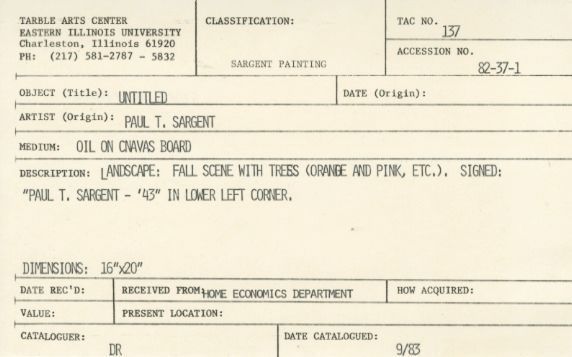 TARBLE ARTS CENTER
EASTERN ILLINOIS UNIVERSITY
Charleston, Illinois 61920
PH: (217) 581-2787 - 5832
CLASSIFICATION:
SARGENT PAINTING
TAC NO.
137
ACCESSION NO.
82-37-1
OBJECT (Title): UNTITLED
DATE (Origin):
ARTIST (Origin): PAUL T. SARGENT
MEDIUM: OIL ON CNAVAS BOARD
DESCRIPTION: LANDSCAPE: FALL SCENE WITH TREES (ORANGE AND PINK, ETC.). SIGNED:
"PAUL T. SARGENT - '43" IN LOWER LEFT CORNER.
DIMENSIONS: 16"x20"
DATE REC'D:
RECEIVED FROM: HOME ECONOMICS DEPARTMENT
HOW ACQUIRED:
VALUE:
PRESENT LOCATION:
CATALOGUER:
DR
DATE CATALOGUED:
9/83